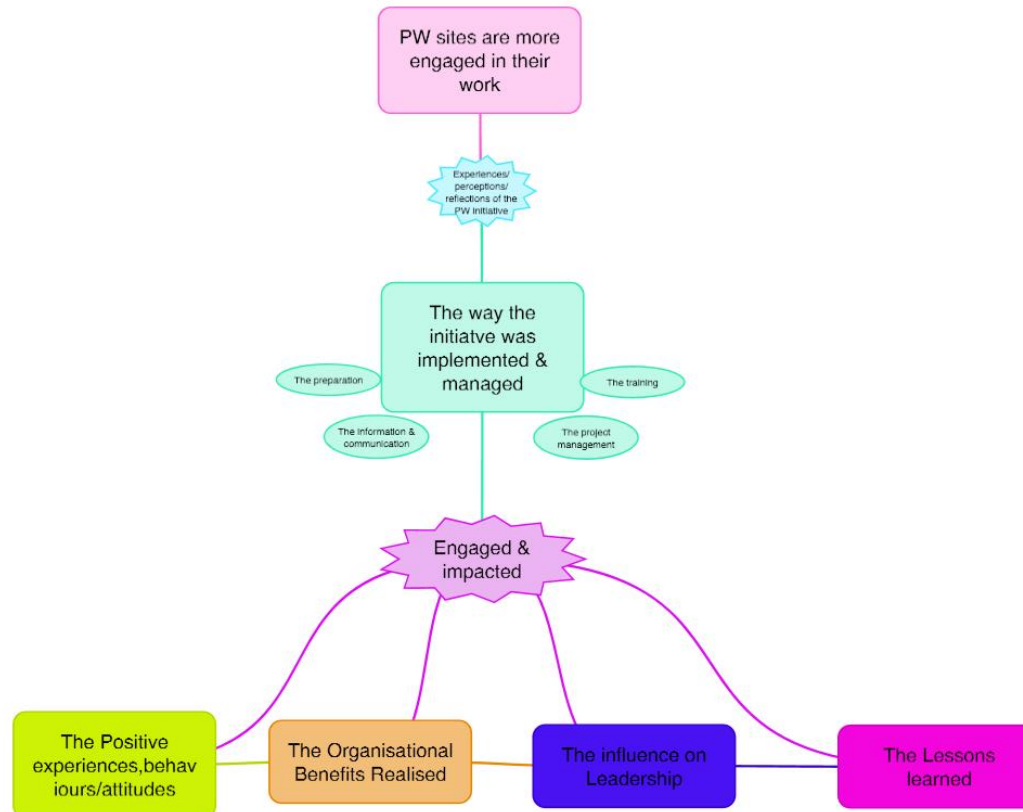 PW sites are more
engaged in their
work
Experiences/
perceptions/
reflections of the
PW initiative
The way the
initiatve was
implemented &
managed
The preparation
The training
The information &
communication
The project
management
Engaged &
impacted
The Positive
experiences,behav
iours/attitudes
The Organisational
Benefits Realised
The influence on
Leadership
The Lessons
learned